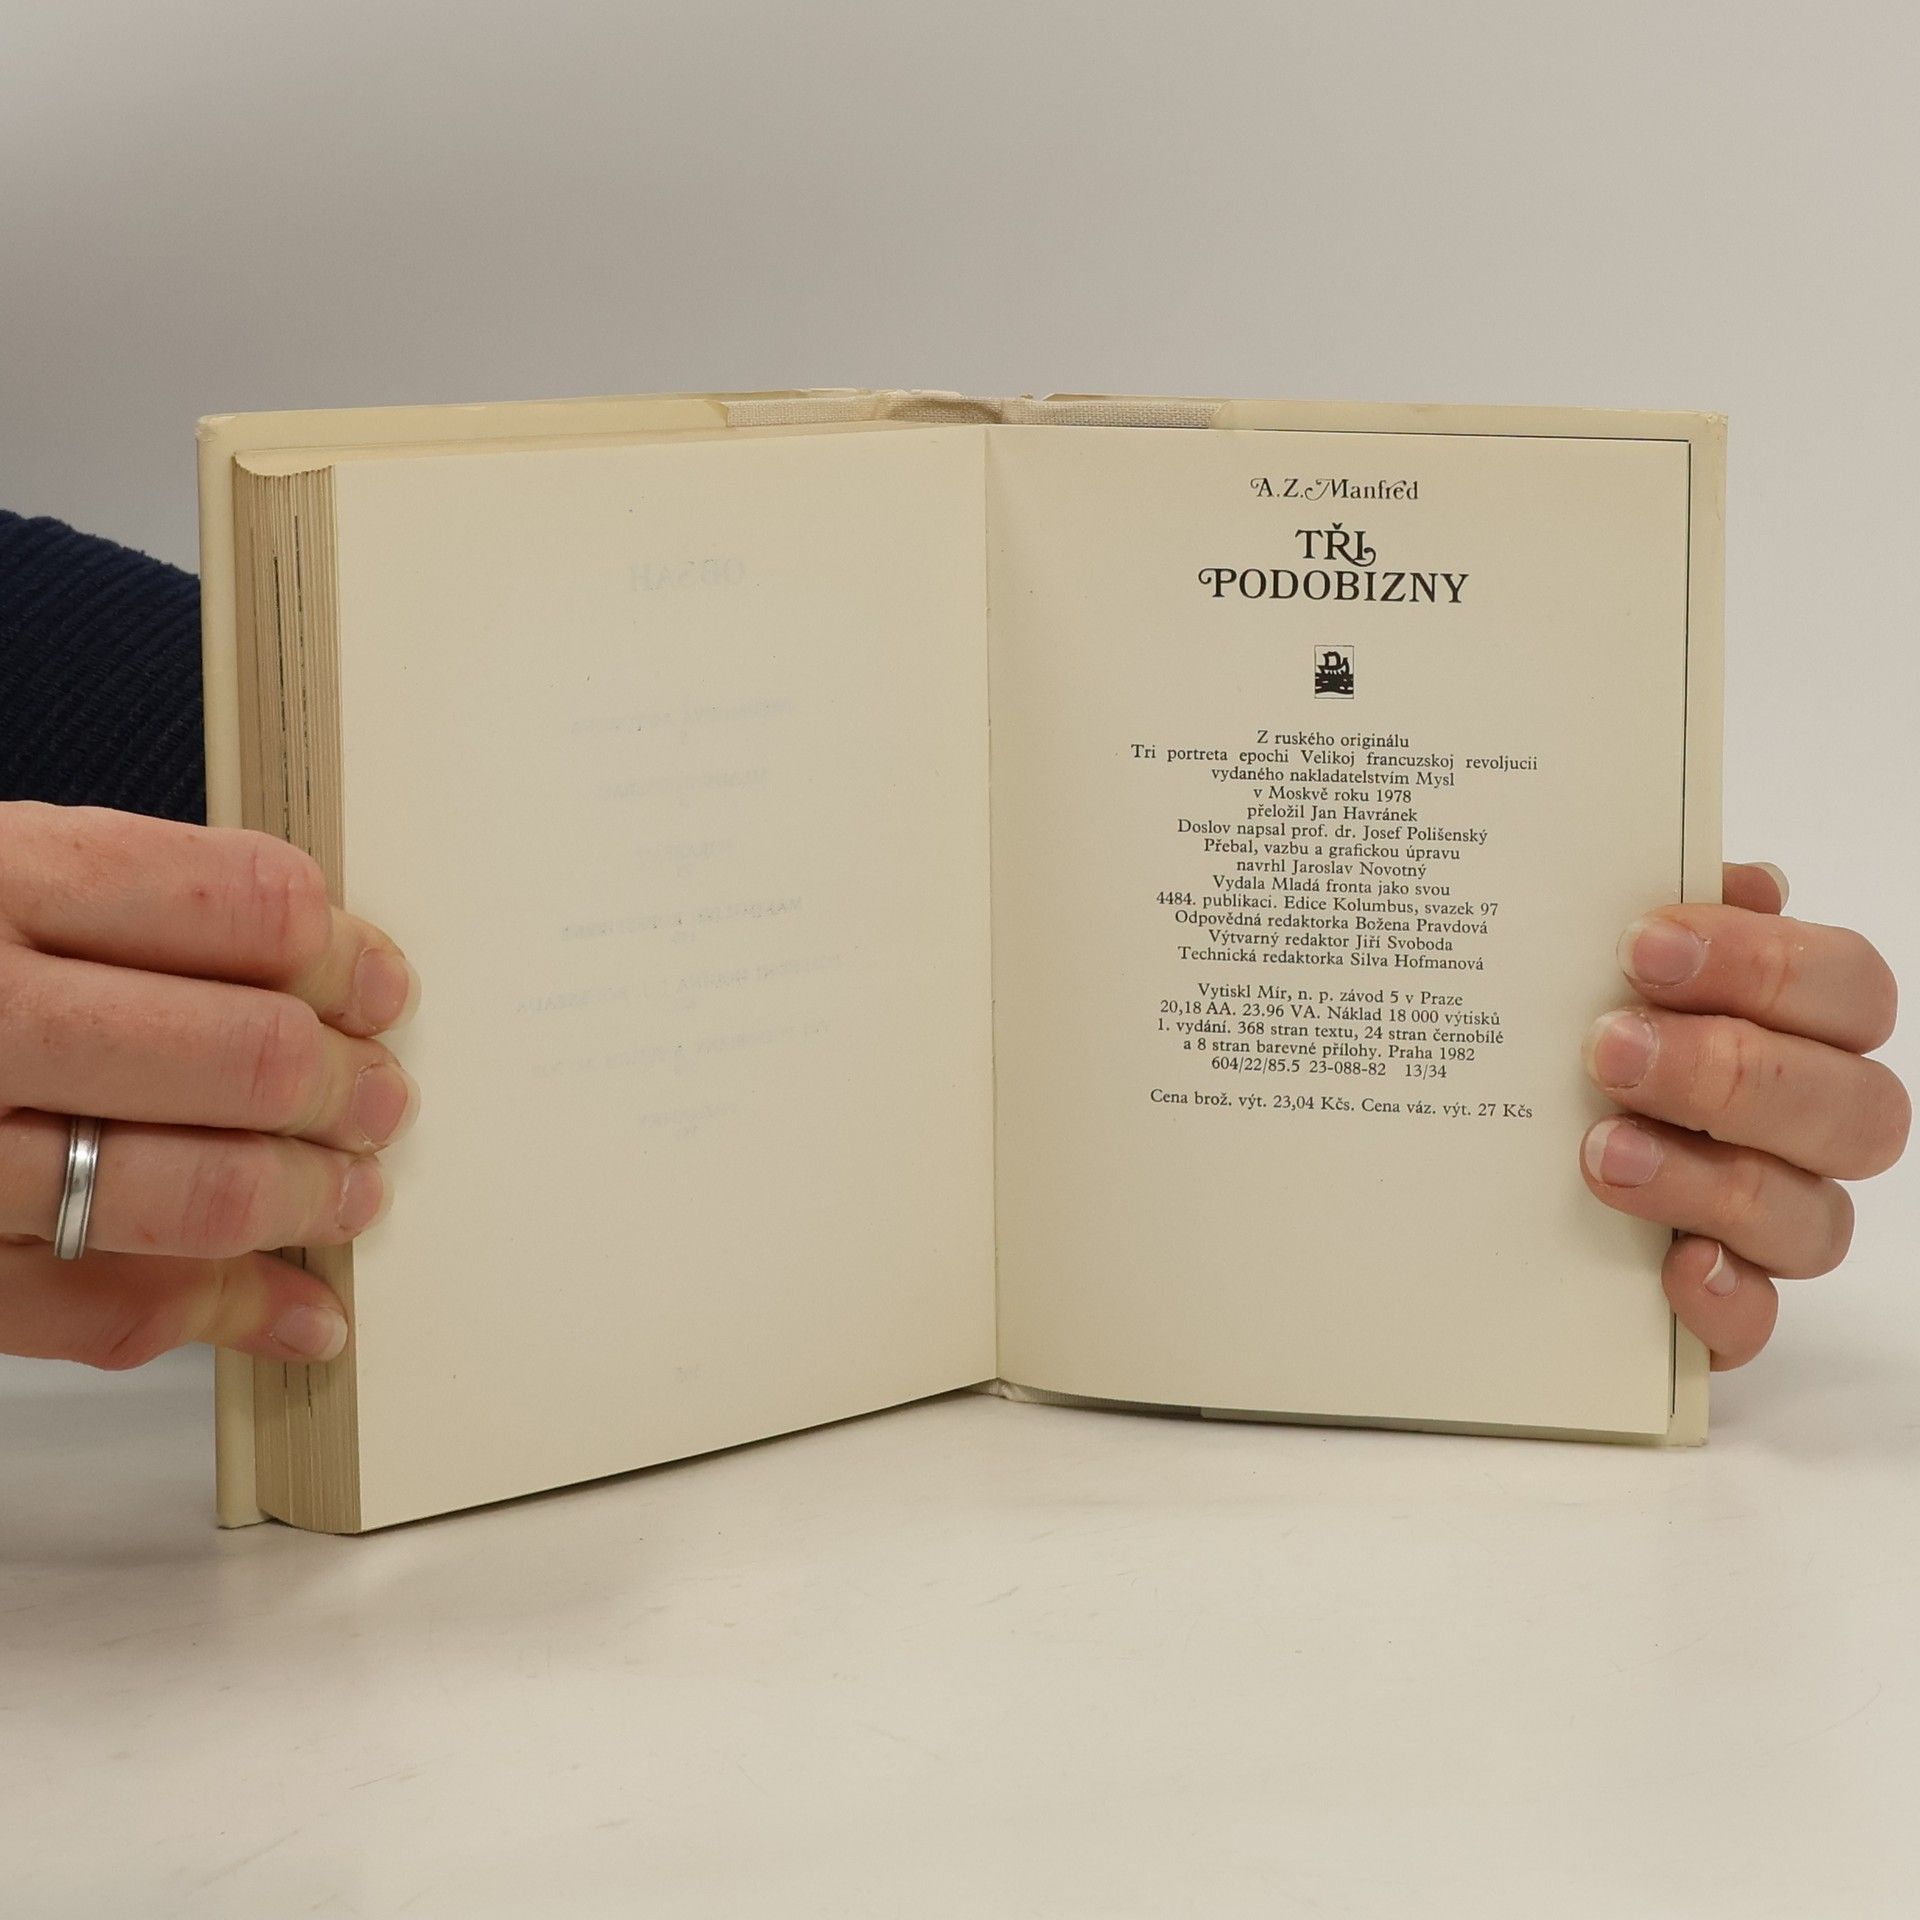 A.Z. Manfred
TŘI
PODOBIZNY
Z ruského originálu
Tri portreta epochi Velikoj francuzskoj revoljucii
vydaného nakladatelstvím Mysl
v Moskvě roku 1978
přeložil Jan Havránek
Doslov napsal prof. dr. Josef Polišenský
Přebal, vazbu a grafickou úpravu
navrhl Jaroslav Novotný
Vydala Mladá fronta jako svou
4484. publikaci. Edice Kolumbus, svazek 97
Odpovědná redaktorka Božena Pravdová
Výtvarný redaktor Jiří Svoboda
Technická redaktorka Silva Hofmanová
Vytiskl Mír, n. p. závod 5 v Praze
20,18 AA. 23,96 VA. Náklad 18 000 výtisků
1. vydání. 368 stran textu, 24 stran černobílé
a 8 stran barevné přílohy. Praha 1982
604/22/85.5 23-088-82 13/34
Cena brož. výt. 23,04 Kčs. Cena váz. výt. 27 Kčs